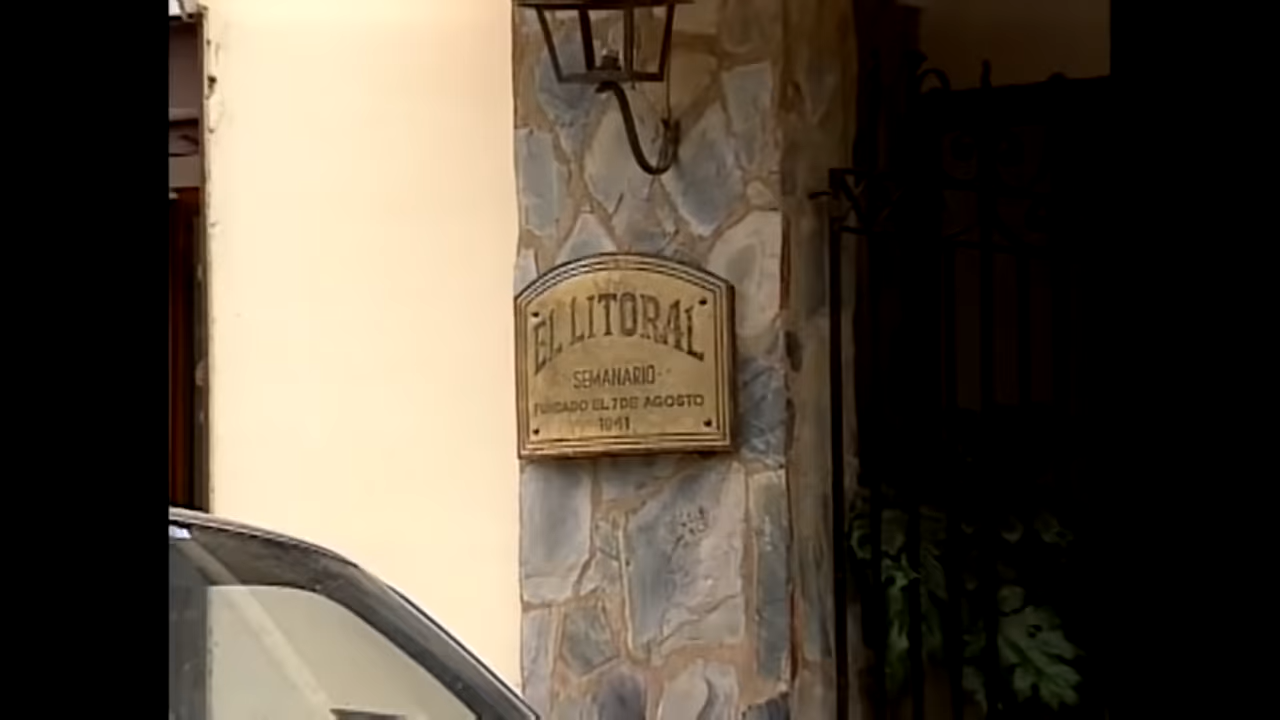 EL LITORAL
SEMANARIO
FUNDADO EL 7 DE AGOSTO
1941